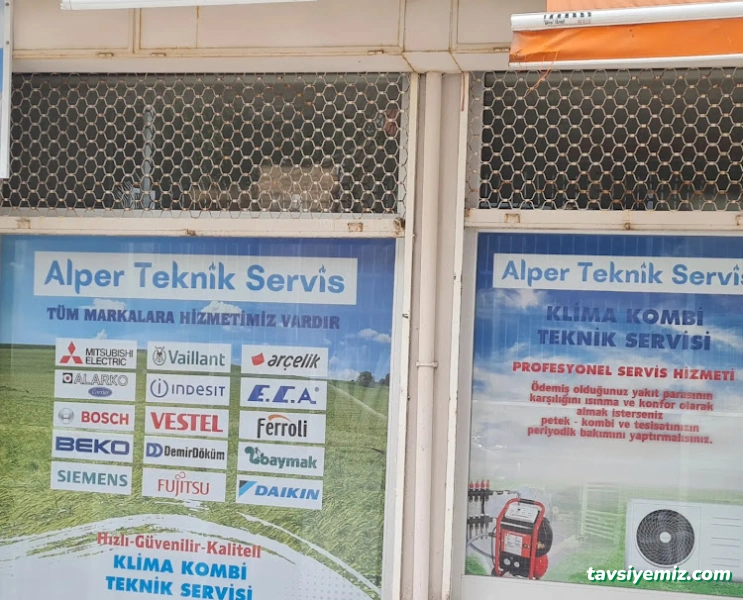 Alper Teknik Servis
TÜM MARKALARA HİZMETİMİZ VARDIR
MITSUBISHI ELECTRIC
Vaillant
arçelik
ALARKO
Carrier
INDESIT
E.C.A.
BOSCH
VESTEL
Ferroli
BEKO
DemirDöküm
baymak
SIEMENS
FUJITSU
DAIKIN
Hızlı-Güvenilir-Kaliteli
KLİMA KOMBİ
TEKNİK SERVİSİ
Alper Teknik Servis
KLİMA KOMBİ
TEKNİK SERVİSİ
PROFESYONEL SERVİS HİZMETİ
Ödemiş olduğunuz yakıt parasının
karşılığını ısınma ve konfor olarak
almak isterseniz
petek - kombi ve tesisatınızın
periyodik bakımını yaptırmalısınız.
tavsiyemiz.com